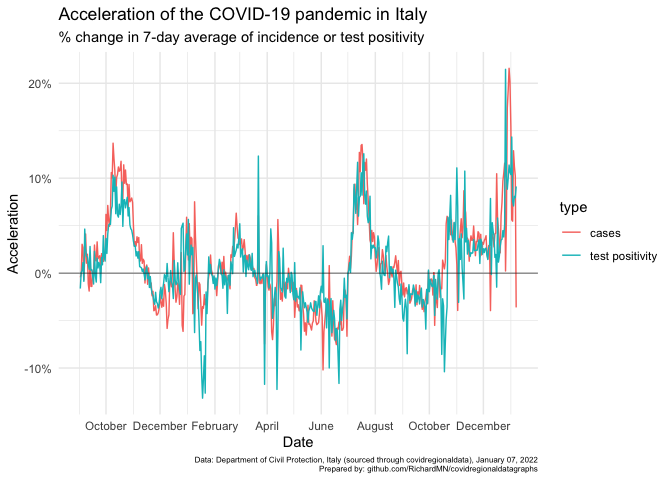 Acceleration of the COVID-19 pandemic in Italy
% change in 7-day average of incidence or test positivity
20%
10%
0%
-10%
Acceleration
October December February April June August October December
Date
type
cases
test positivity
Data: Department of Civil Protection, Italy (sourced through covidregionaldata), January 07, 2022
Prepared by: github.com/RichardMN/covidregionaldatagraphs